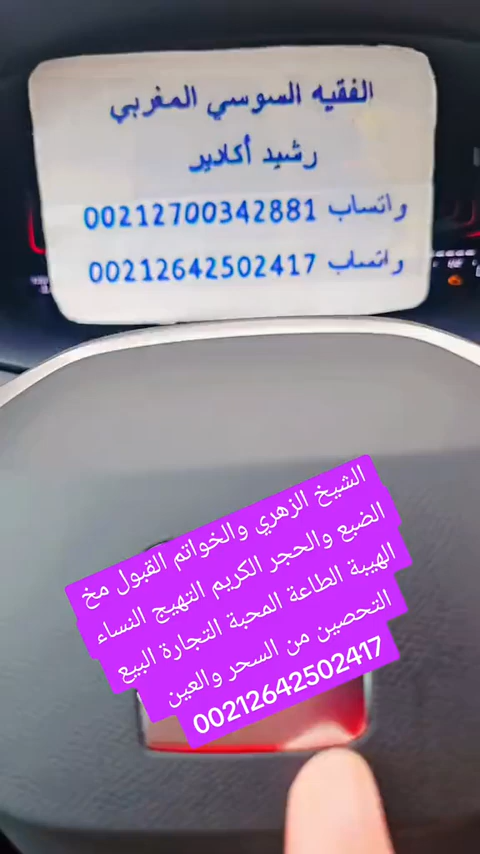 الفقيه السوسي المغربي
رشيد أكادير
واتساب 00212700342881
واتساب 00212642502417
الشيخ الزهري والخواتم القبول مخ
الضبع والحجر الكريم التهيج النساء
الهيبة الطاعة المحبة التجارة البيع
التحصين من السحر والعين
00212642502417